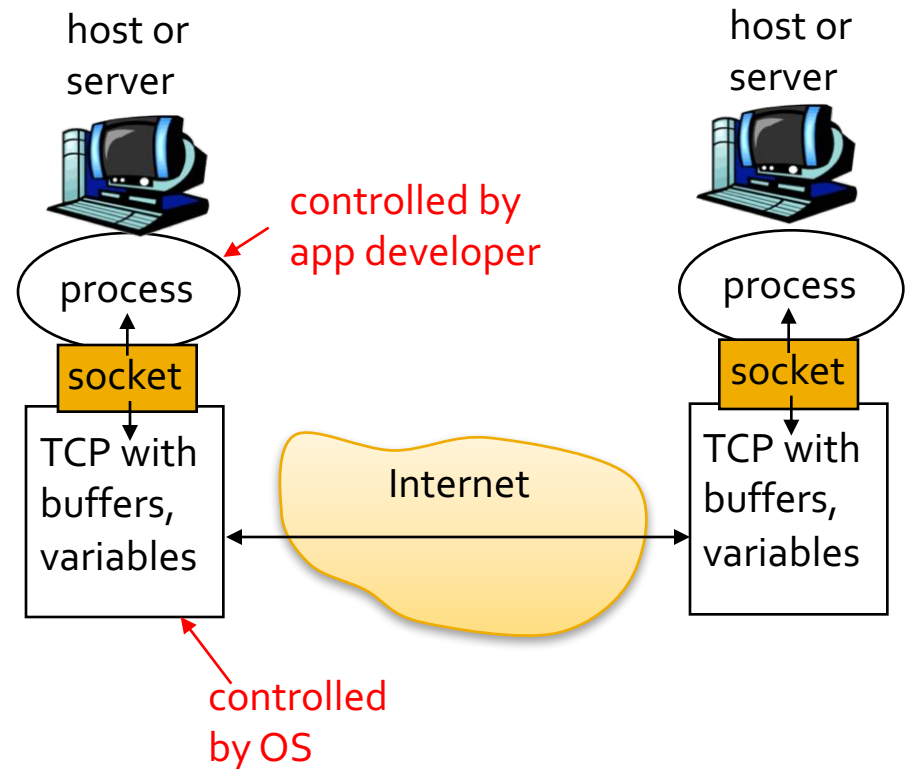 host or
server
host or
server
controlled by
app developer
process
process
socket
socket
TCP with
buffers,
variables
Internet
TCP with
buffers,
variables
controlled
by OS